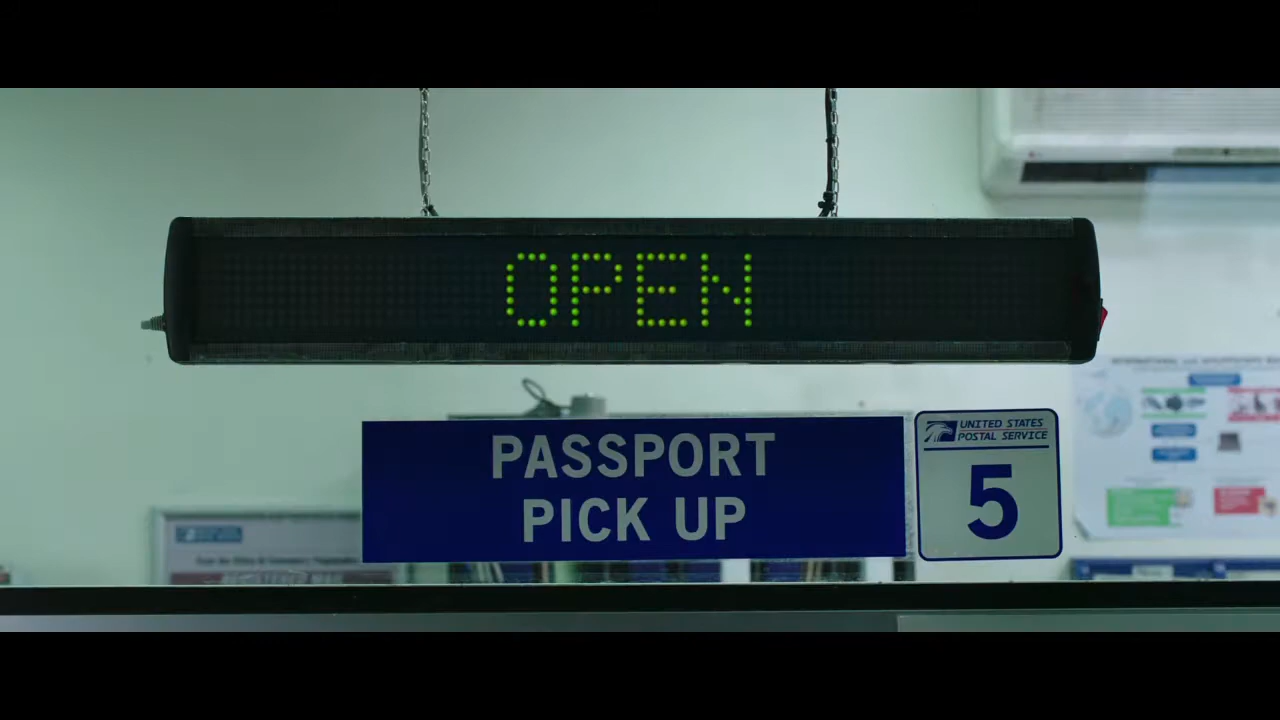 OPEN
PASSPORT
PICK UP
UNITED STATES
POSTAL SERVICE
5